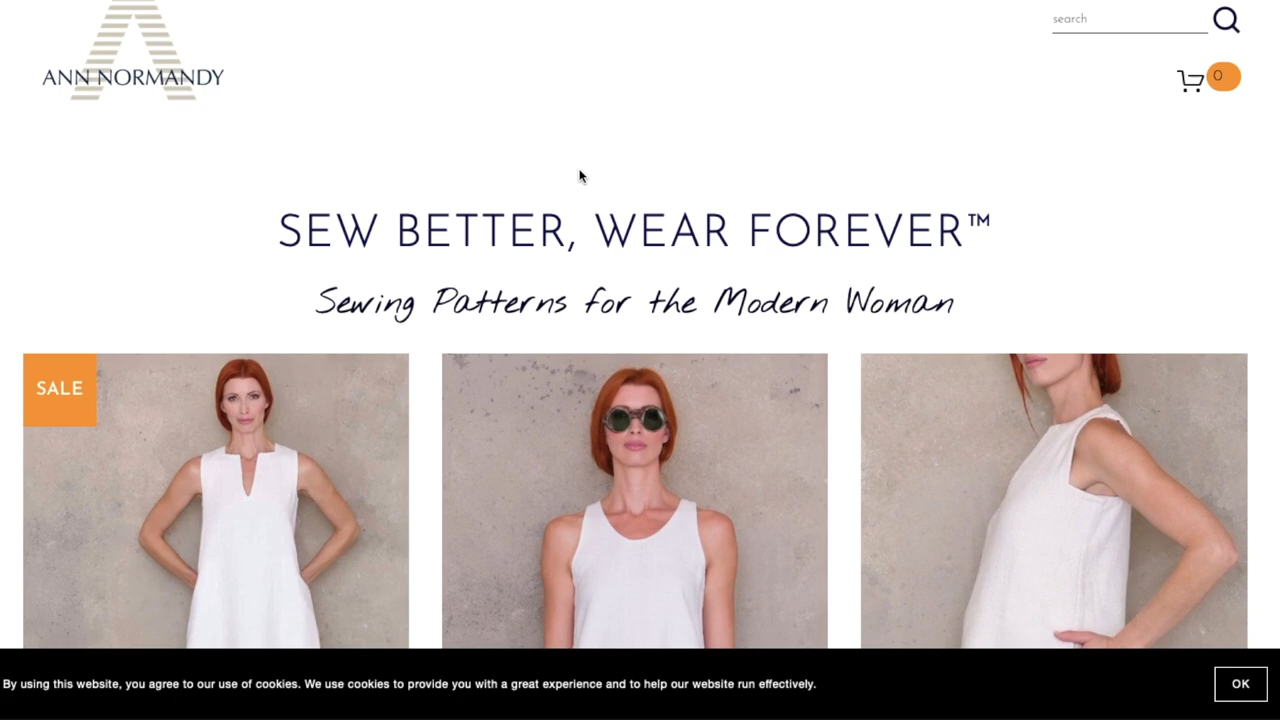 search
ANN NORMANDY
0
SEW BETTER, WEAR FOREVER™
Sewing Patterns for the Modern Woman
SALE
By using this website, you agree to our use of cookies. We use cookies to provide you with a great experience and to help our website run effectively.
OK